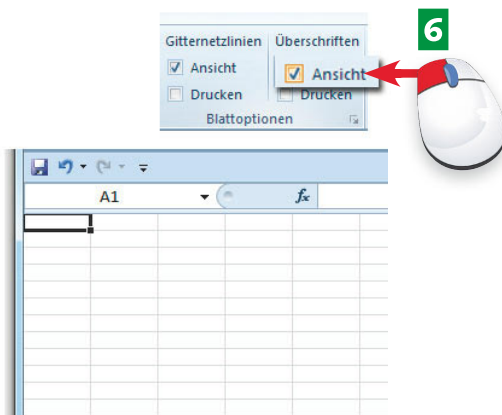 6
Gitternetzlinien Überschriften
Ansicht Ansicht
Drucken Drucken
Blattoptionen
A1 fx